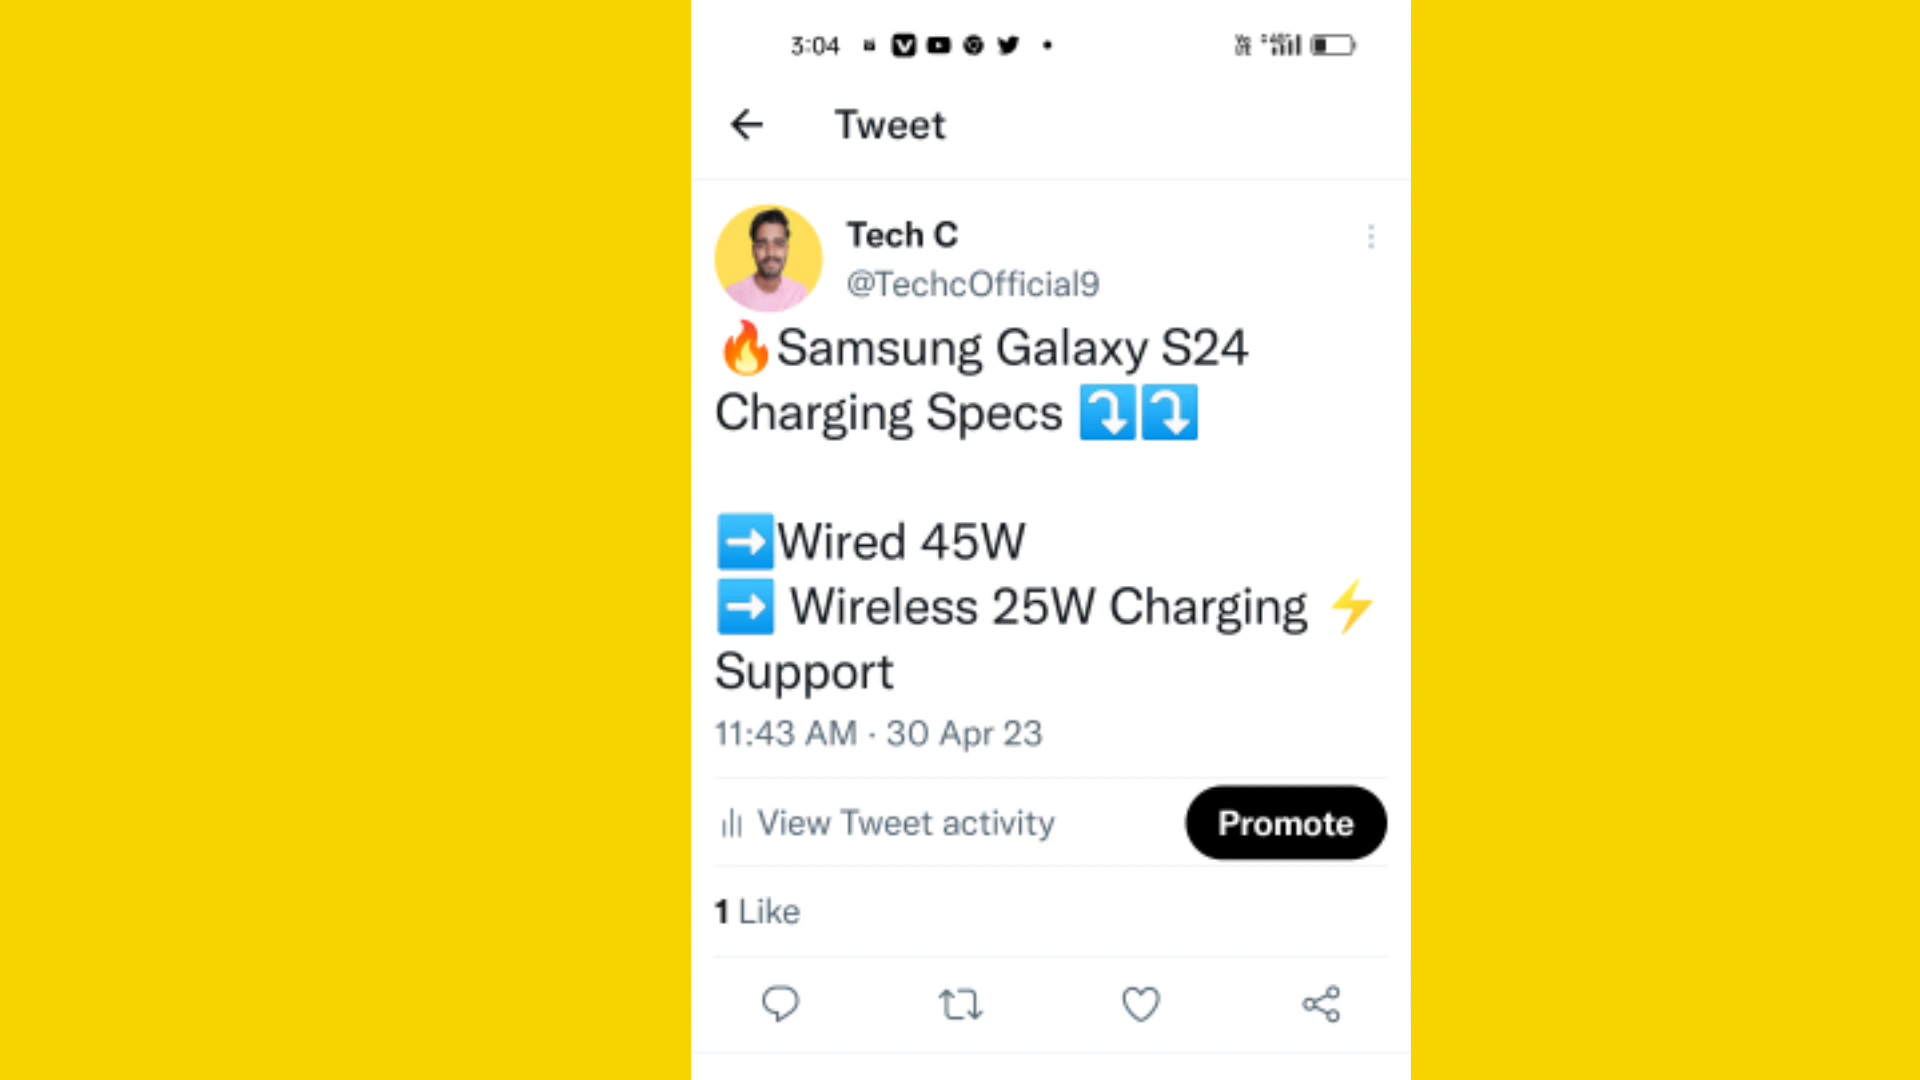 3:04
Tweet
Tech C
@TechcOfficial9
🔥Samsung Galaxy S24
Charging Specs ⤵️⤵️
➡️Wired 45W
➡️ Wireless 25W Charging ⚡
Support
11:43 AM · 30 Apr 23
View Tweet activity
Promote
1 Like